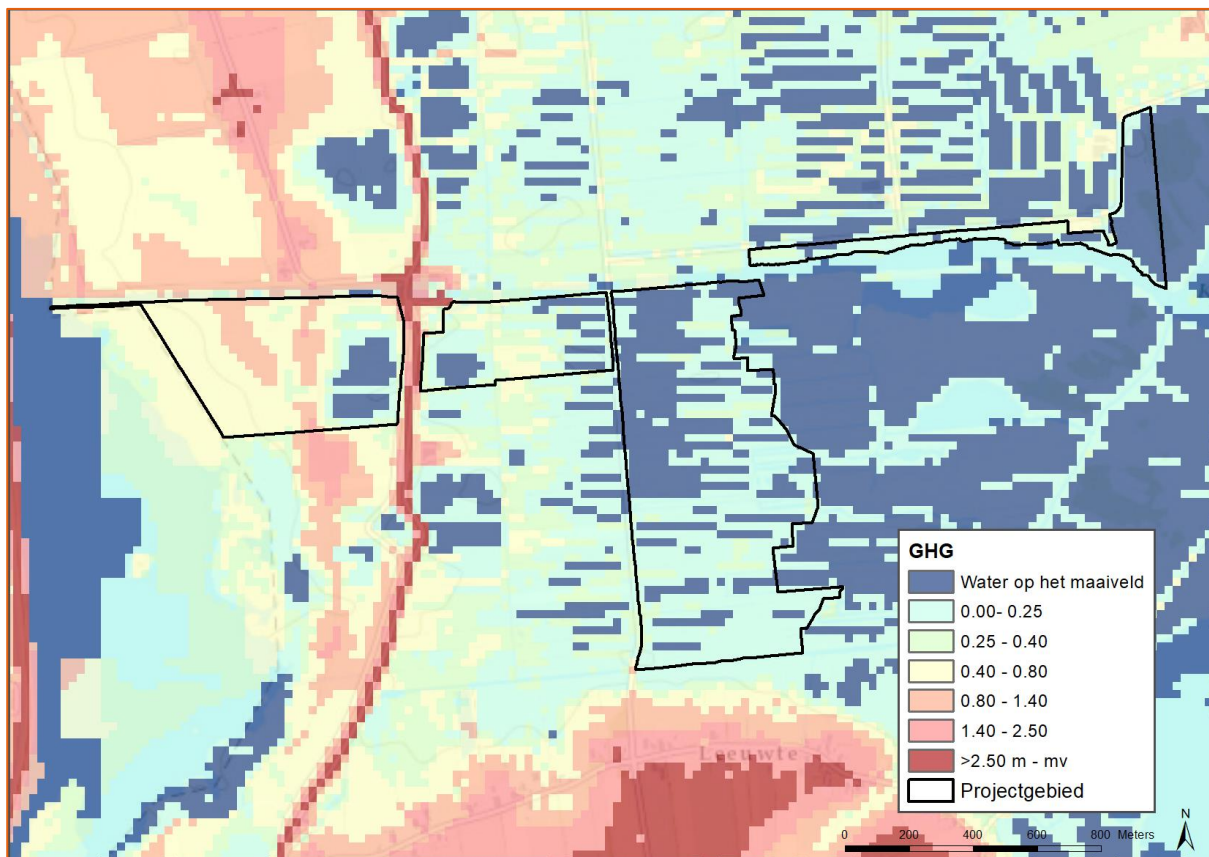 Leeuwte
GHG
Water op het maaiveld
0.00- 0.25
0.25 - 0.40
0.40 - 0.80
0.80 - 1.40
1.40 - 2.50
>2.50 m - mv
Projectgebied
N
0 200 400 600 800 Meters